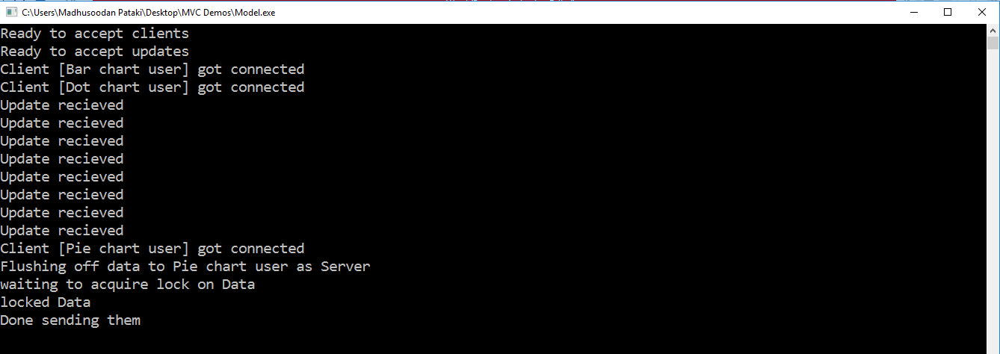 C:\Users\Madhusoodan Pataki\Desktop\MVC Demos\Model.exe
Ready to accept clients
Ready to accept updates
Client [Bar chart user] got connected
Client [Dot chart user] got connected
Update recieved
Update recieved
Update recieved
Update recieved
Update recieved
Update recieved
Update recieved
Update recieved
Client [Pie chart user] got connected
Flushing off data to Pie chart user as Server
waiting to acquire lock on Data
locked Data
Done sending them